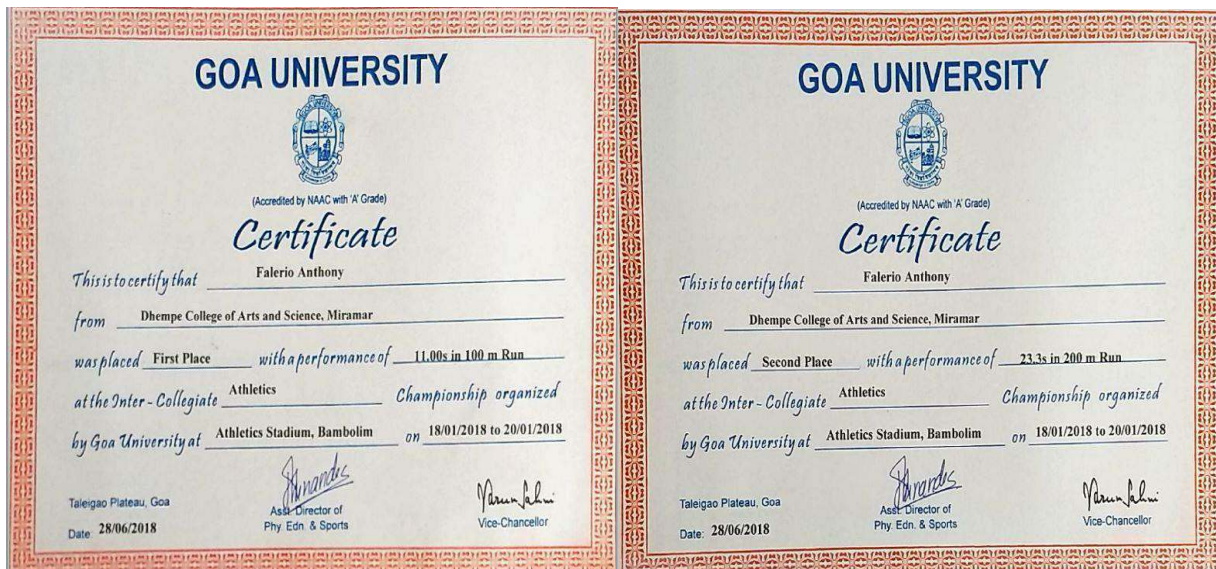 GOA UNIVERSITY
(Accredited by NAAC with 'A' Grade)
Certificate
This is to certify that Falerio Anthony
from Dhempe College of Arts and Science, Miramar
was placed First Place with a performance of 11.00s in 100 m Run
at the Inter - Collegiate Athletics Championship organized
by Goa University at Athletics Stadium, Bambolim on 18/01/2018 to 20/01/2018
Taleigao Plateau, Goa
Date: 28/06/2018
Asst. Director of
Phy. Edn. & Sports
Varun Sahni
Vice-Chancellor
GOA UNIVERSITY
(Accredited by NAAC with 'A' Grade)
Certificate
This is to certify that Falerio Anthony
from Dhempe College of Arts and Science, Miramar
was placed Second Place with a performance of 23.3s in 200 m Run
at the Inter - Collegiate Athletics Championship organized
by Goa University at Athletics Stadium, Bambolim on 18/01/2018 to 20/01/2018
Taleigao Plateau, Goa
Date: 28/06/2018
Asst. Director of
Phy. Edn. & Sports
Varun Sahni
Vice-Chancellor